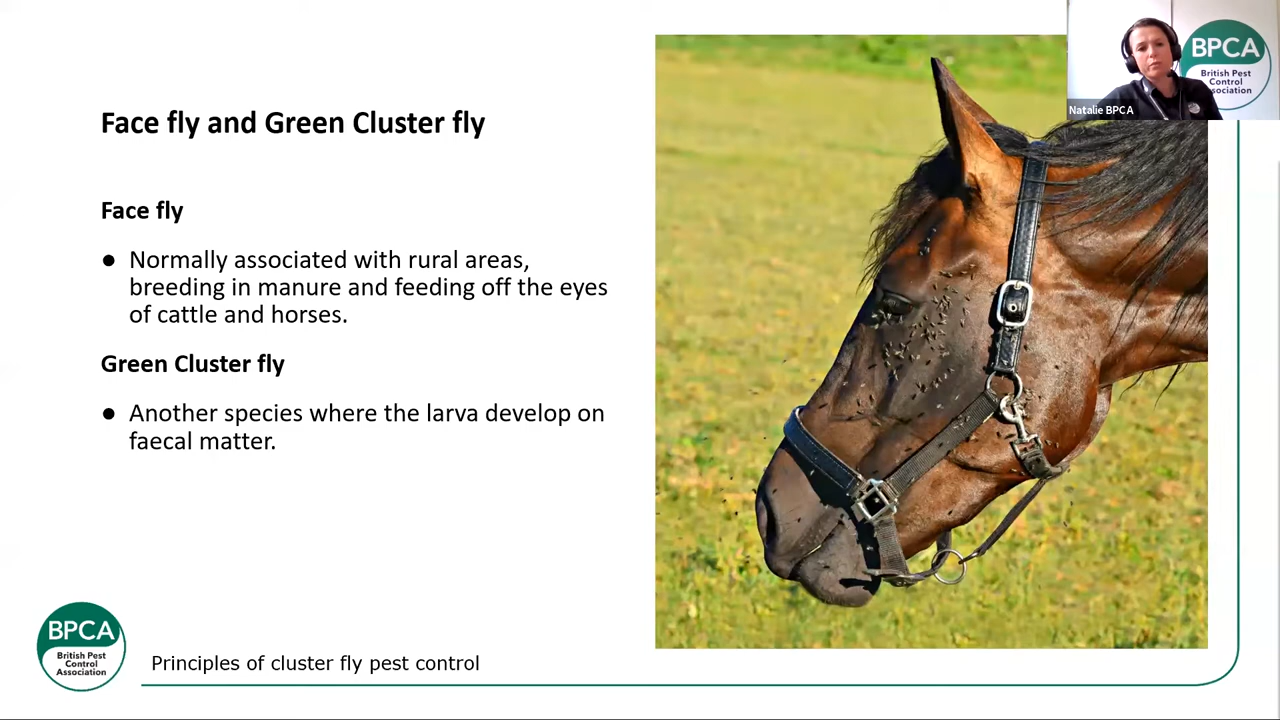 Face fly and Green Cluster fly
Face fly
● Normally associated with rural areas,
breeding in manure and feeding off the eyes
of cattle and horses.
Green Cluster fly
● Another species where the larva develop on
faecal matter.
BPCA
British Pest
Control
Association
Principles of cluster fly pest control
BPCA
British Pest
Control
ssociation
Natalie BPCA